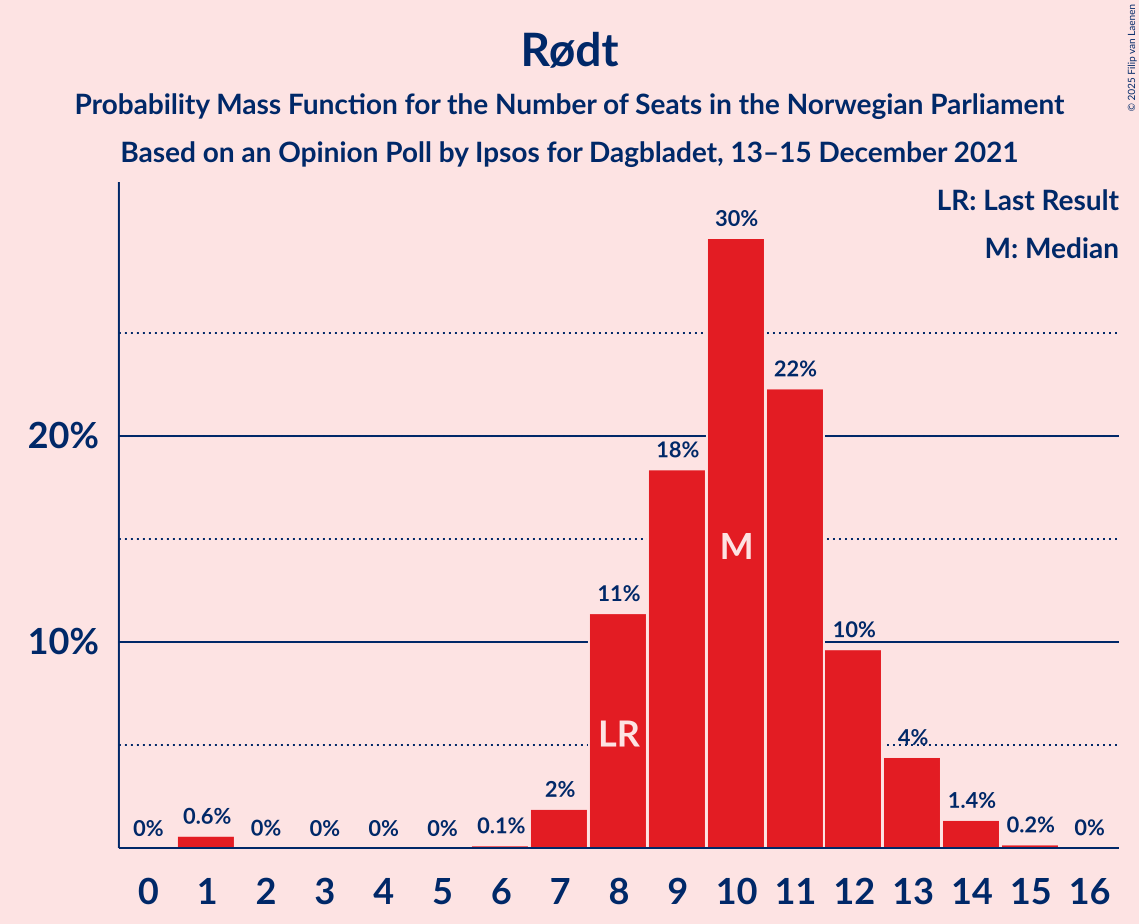 Rødt
Probability Mass Function for the Number of Seats in the Norwegian Parliament
Based on an Opinion Poll by Ipsos for Dagbladet, 13–15 December 2021
© 2025 Filip van Laenen
LR: Last Result
M: Median
20%
10%
0%
0.6%
0%
0%
0%
0%
0.1%
2%
11%
18%
30%
22%
10%
4%
1.4%
0.2%
0%
LR
M
0 1 2 3 4 5 6 7 8 9 10 11 12 13 14 15 16